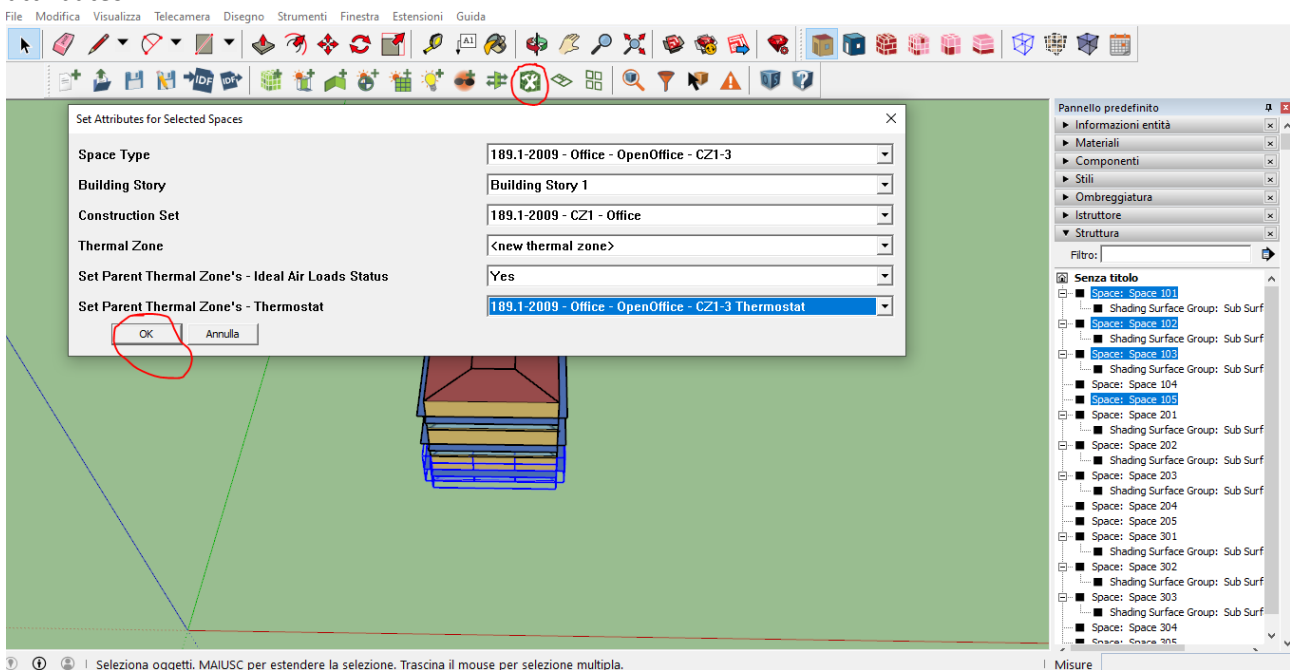 File Modifica Visualizza Telecamera Disegno Strumenti Finestra Estensioni Guida
A1
IDF IDF+
Set Attributes for Selected Spaces
Space Type 189.1-2009 - Office - OpenOffice - CZ1-3
Building Story Building Story 1
Construction Set 189.1-2009 - CZ1 - Office
Thermal Zone <new thermal zone>
Set Parent Thermal Zone's - Ideal Air Loads Status Yes
Set Parent Thermal Zone's - Thermostat 189.1-2009 - Office - OpenOffice - CZ1-3 Thermostat
OK Annulla
Pannello predefinito
Informazioni entità
Materiali
Componenti
Stili
Ombreggiatura
Istruttore
Struttura
Filtro:
Senza titolo
Space: Space 101
Shading Surface Group: Sub Surf
Space: Space 102
Shading Surface Group: Sub Surf
Space: Space 103
Shading Surface Group: Sub Surf
Space: Space 104
Space: Space 105
Space: Space 201
Shading Surface Group: Sub Surf
Space: Space 202
Shading Surface Group: Sub Surf
Space: Space 203
Shading Surface Group: Sub Surf
Space: Space 204
Space: Space 205
Space: Space 301
Shading Surface Group: Sub Surf
Space: Space 302
Shading Surface Group: Sub Surf
Space: Space 303
Shading Surface Group: Sub Surf
Space: Space 304
Space: Space 305
Seleziona oggetti. MAIUSC per estendere la selezione. Trascina il mouse per selezione multipla.
Misure